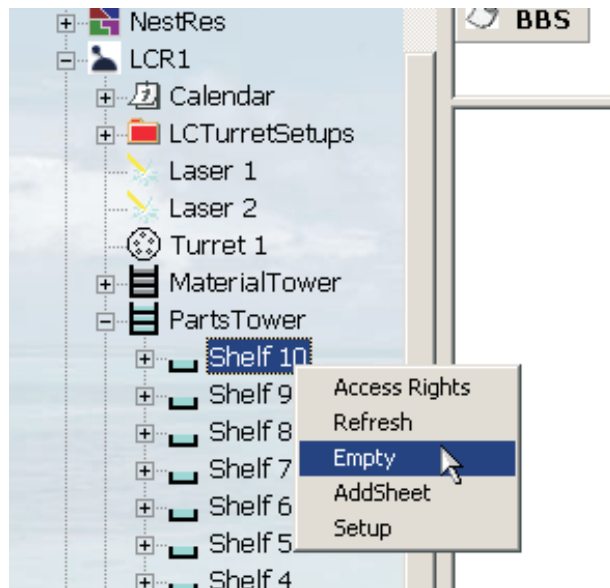 NestRes
BBS
LCR1
Calendar
LCTurretSetups
Laser 1
Laser 2
Turret 1
MaterialTower
PartsTower
Shelf 10
Shelf 9
Shelf 8
Shelf 7
Shelf 6
Shelf 5
Shelf 4
Access Rights
Refresh
Empty
AddSheet
Setup